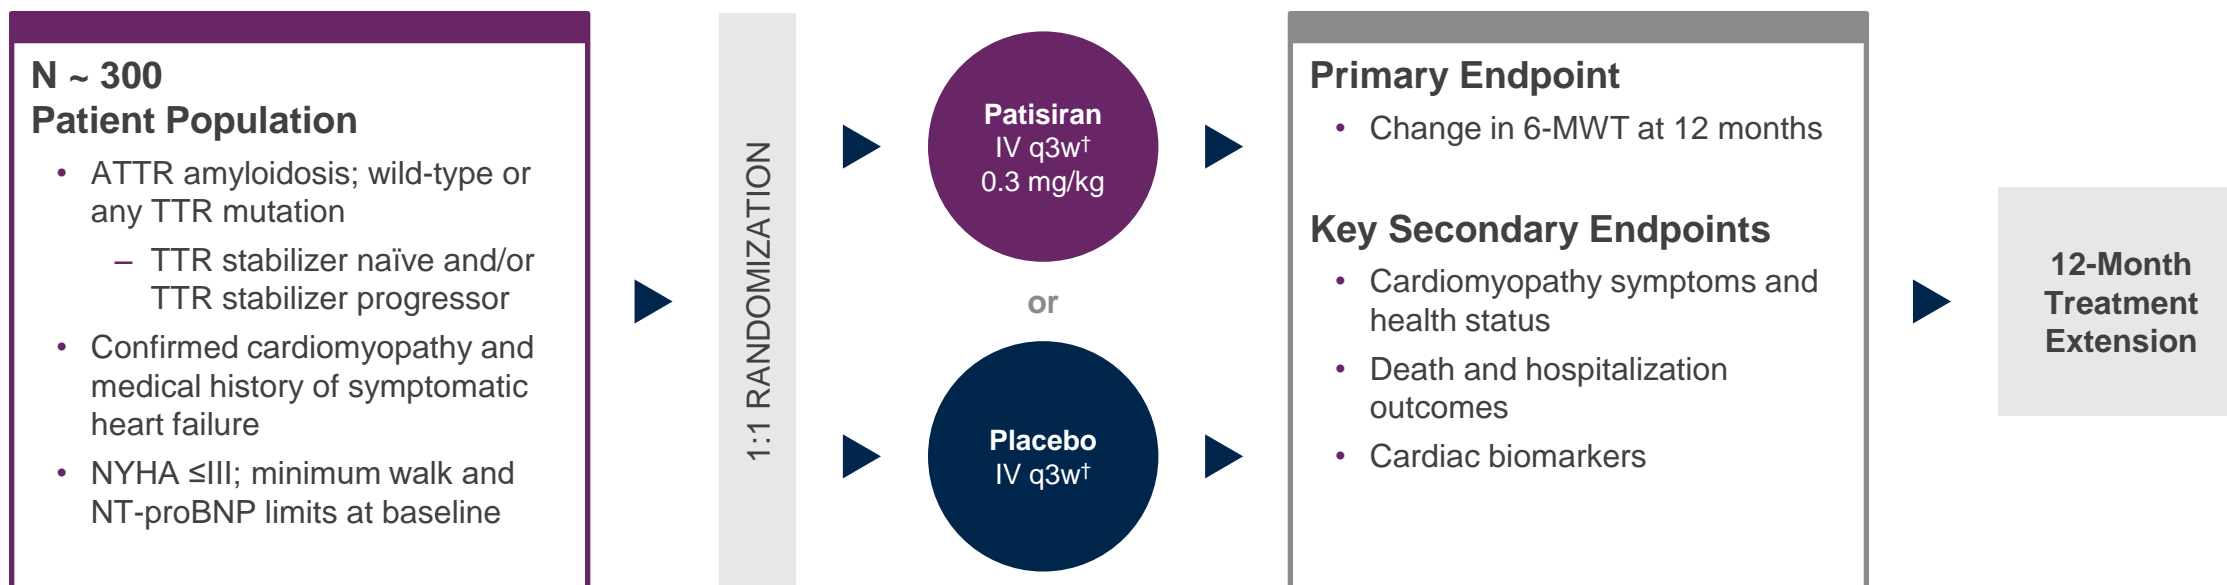 N ~ 300
Patient Population
• ATTR amyloidosis; wild-type or
any TTR mutation
– TTR stabilizer naïve and/or
TTR stabilizer progressor
• Confirmed cardiomyopathy and
medical history of symptomatic
heart failure
• NYHA ≤III; minimum walk and
NT-proBNP limits at baseline
1:1 RANDOMIZATION
Patisiran
IV q3w†
0.3 mg/kg
or
Placebo
IV q3w†
Primary Endpoint
• Change in 6-MWT at 12 months
Key Secondary Endpoints
• Cardiomyopathy symptoms and
health status
• Death and hospitalization
outcomes
• Cardiac biomarkers
12-Month
Treatment
Extension